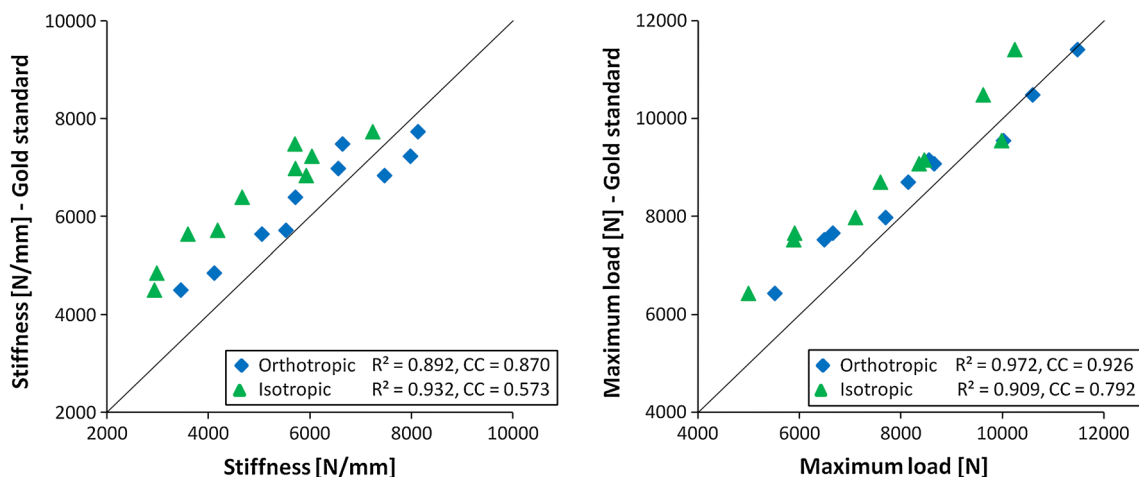 Stiffness [N/mm] - Gold standard
10000
8000
6000
4000
2000
Orthotropic R² = 0.892, CC = 0.870
Isotropic R² = 0.932, CC = 0.573
2000 4000 6000 8000 10000
Stiffness [N/mm]
Maximum load [N] - Gold standard
12000
10000
8000
6000
4000
Orthotropic R² = 0.972, CC = 0.926
Isotropic R² = 0.909, CC = 0.792
4000 6000 8000 10000 12000
Maximum load [N]